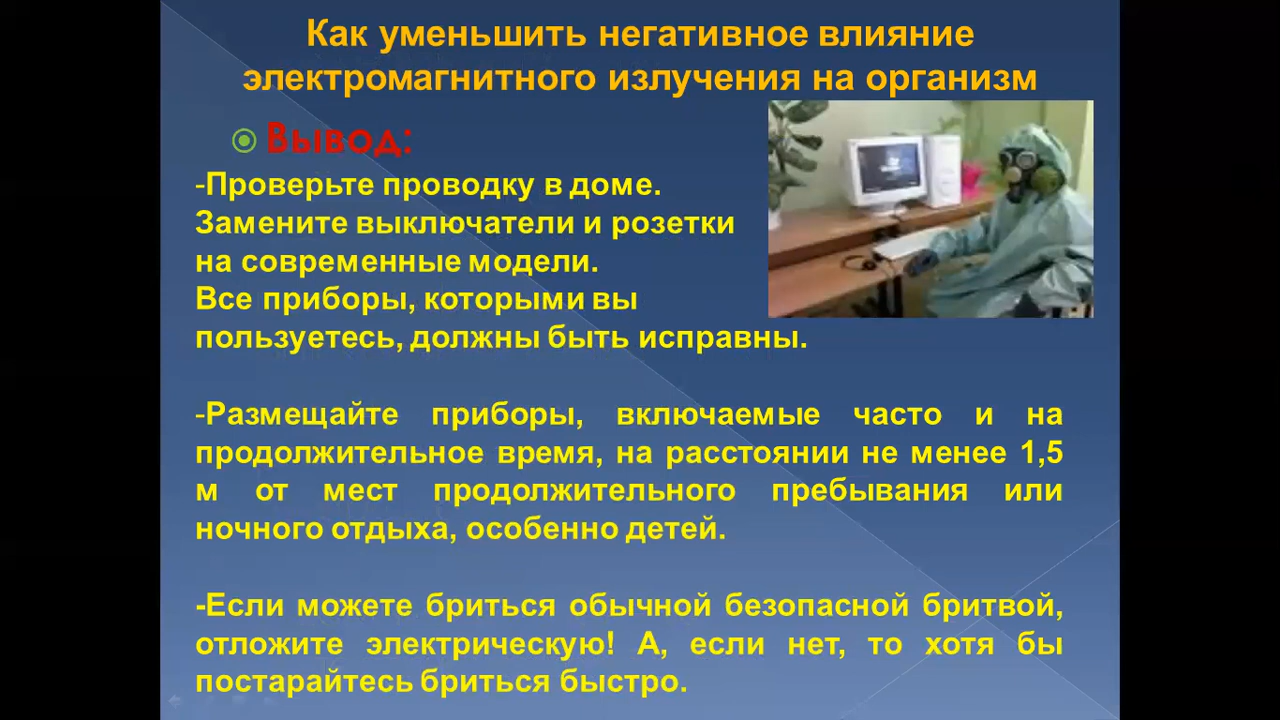 Как уменьшить негативное влияние
электромагнитного излучения на организм
Вывод:
-Проверьте проводку в доме.
Замените выключатели и розетки
на современные модели.
Все приборы, которыми вы
пользуетесь, должны быть исправны.
-Размещайте приборы, включаемые часто и на
продолжительное время, на расстоянии не менее 1,5
м от мест продолжительного пребывания или
ночного отдыха, особенно детей.
-Если можете бриться обычной безопасной бритвой,
отложите электрическую! А, если нет, то хотя бы
постарайтесь бриться быстро.